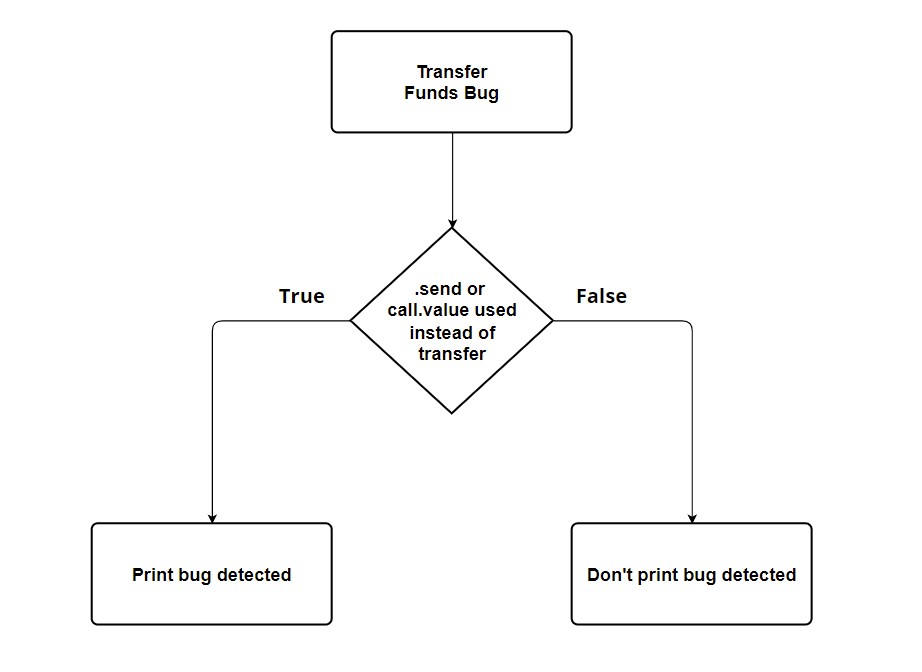 Transfer
Funds Bug
.send or
call.value used
instead of
transfer
True
False
Print bug detected
Don't print bug detected